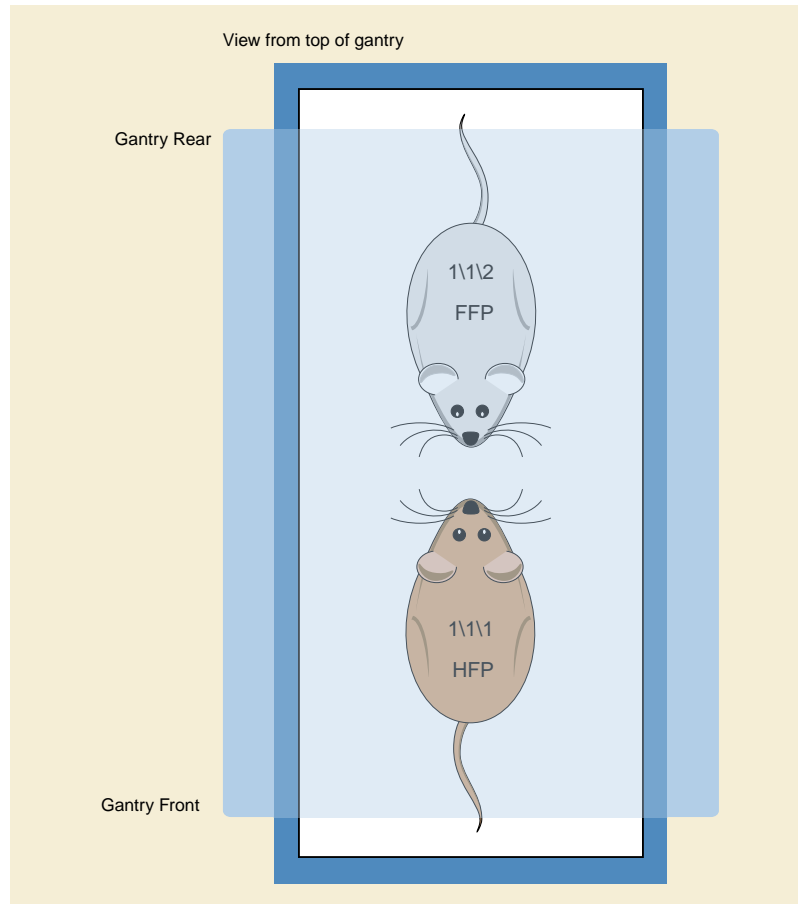 View from top of gantry
Gantry Rear
1\1\2
FFP
1\1\1
HFP
Gantry Front